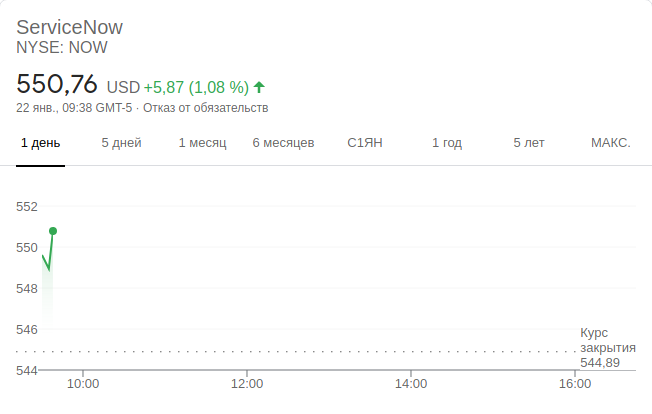 ServiceNow
NYSE: NOW
550,76 USD +5,87 (1,08 %)
22 янв., 09:38 GMT-5 · Отказ от обязательств
1 день 5 дней 1 месяц 6 месяцев С1ЯН 1 год 5 лет МАКС.
552
550
548
546
Курс
закрытия
544,89
544
10:00 12:00 14:00 16:00